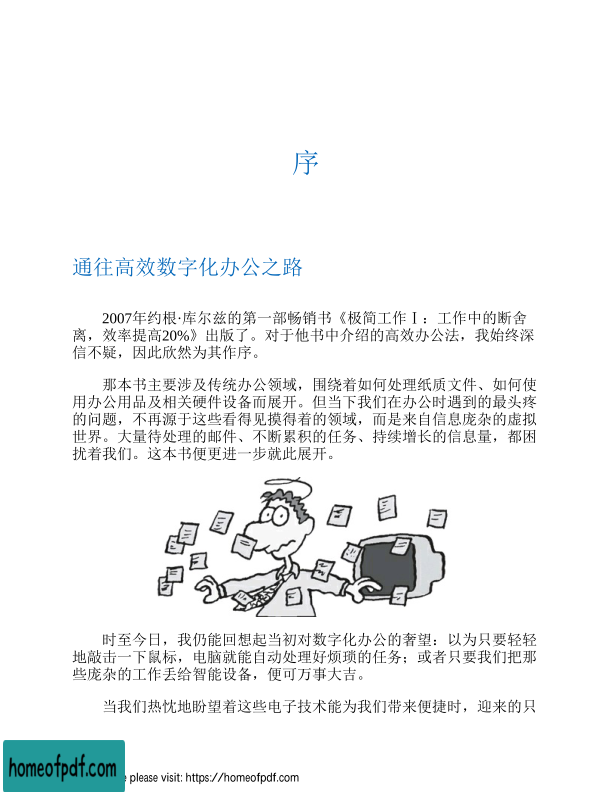 序
通往高效数字化办公之路
2007年约根·库尔兹的第一部畅销书《极简工作Ⅰ：工作中的断舍
离，效率提高20%》出版了。对于他书中介绍的高效办公法，我始终深
信不疑，因此欣然为其作序。
那本书主要涉及传统办公领域，围绕着如何处理纸质文件、如何使
用办公用品及相关硬件设备而展开。但当下我们在办公时遇到的最头疼
的问题，不再源于这些看得见摸得着的领域，而是来自信息庞杂的虚拟
世界。大量待处理的邮件、不断累积的任务、持续增长的信息量，都困
扰着我们。这本书便更进一步就此展开。
时至今日，我仍能回想起当初对数字化办公的奢望：以为只要轻轻
地敲击一下鼠标，电脑就能自动处理好烦琐的任务；或者只要我们把那
些庞杂的工作丢给智能设备，便可万事大吉。
当我们热忱地盼望着这些电子技术能为我们带来便捷时，迎来的只
homeofpdf.com
please visit: https://homeofpdf.com